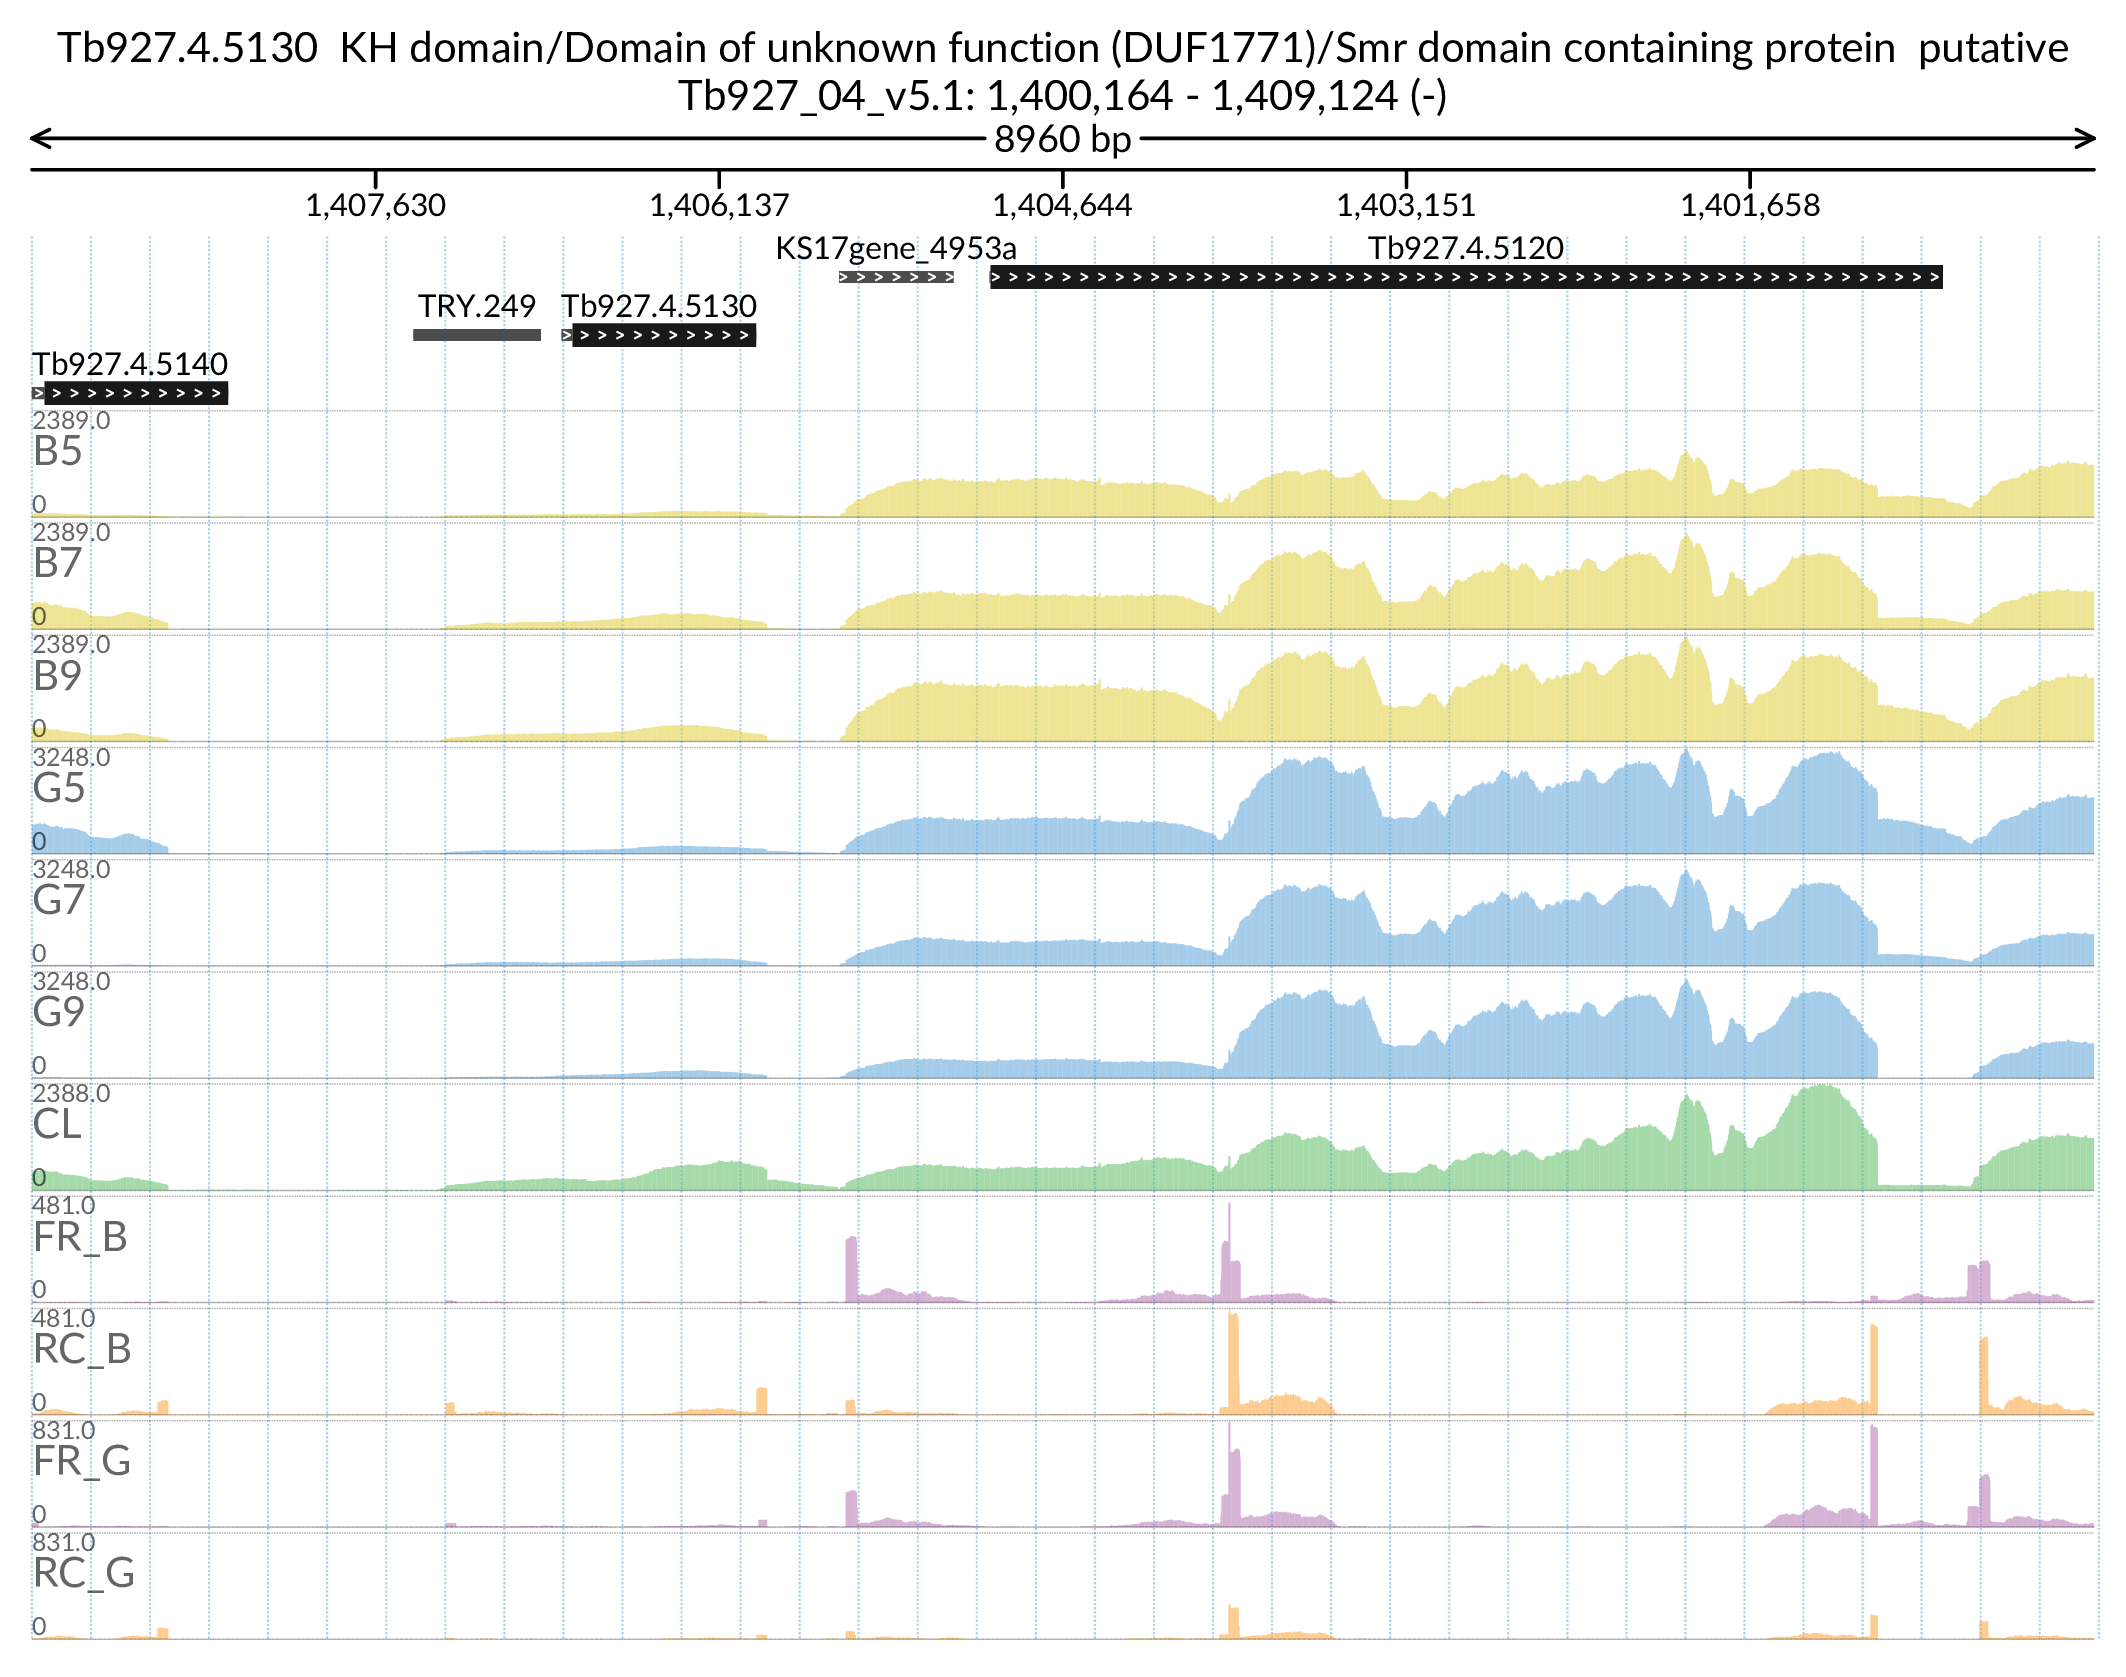 Tb927.4.5130  KH domain/Domain of unknown function (DUF1771)/Smr domain containing protein  putative
Tb927_04_v5.1: 1,400,164 - 1,409,124 (-)
8960 bp
1,407,630 1,406,137 1,404,644 1,403,151 1,401,658
KS17gene_4953a Tb927.4.5120
TRY.249 Tb927.4.5130
Tb927.4.5140
2389.0
B5
0
2389.0
B7
0
2389.0
B9
0
3248.0
G5
0
3248.0
G7
0
3248.0
G9
0
2388.0
CL
0
481.0
FR_B
0
481.0
RC_B
0
831.0
FR_G
0
831.0
RC_G
0